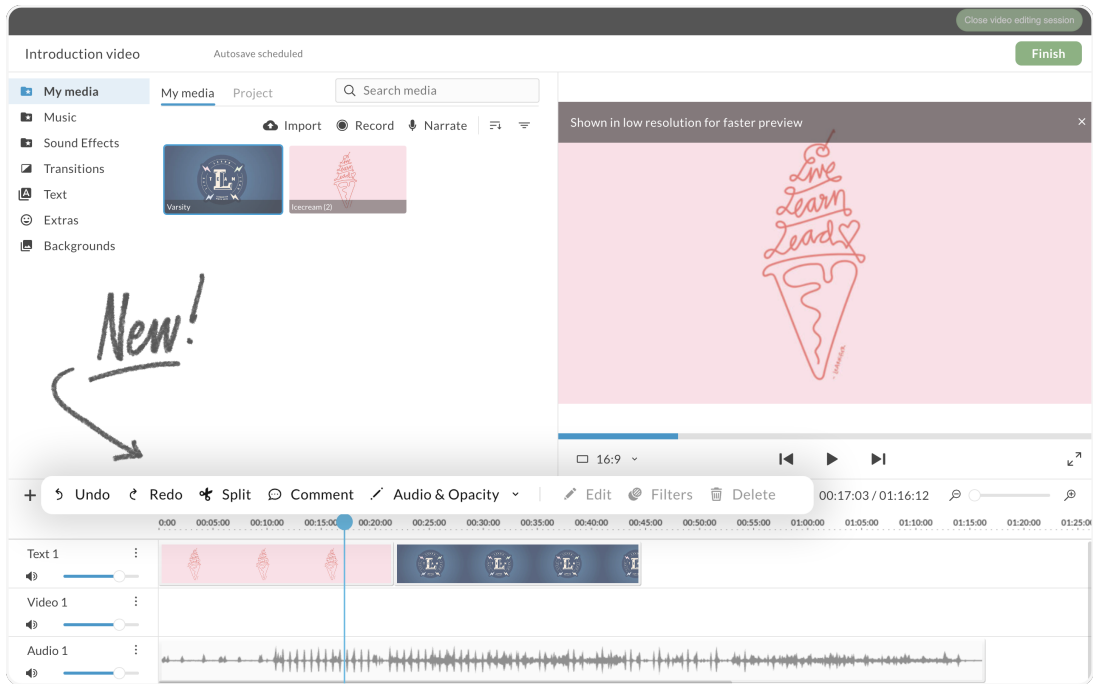 Close video editing session
Introduction video
Autosave scheduled
Finish
My media
Music
Sound Effects
Transitions
Text
Extras
Backgrounds
My media Project
Search media
Import Record Narrate
Varsity
Icecream (2)
Shown in low resolution for faster preview
Live
Learn
Lead
New!
16:9
Undo Redo Split Comment Audio & Opacity Edit Filters Delete
00:17:03 / 01:16:12
0:00 00:05:00 00:10:00 00:15:00 00:20:00 00:25:00 00:30:00 00:35:00 00:40:00 00:45:00 00:50:00 00:55:00 01:00:00 01:05:00 01:10:00 01:15:00 01:20:00 01:25:0
Text 1
Video 1
Audio 1